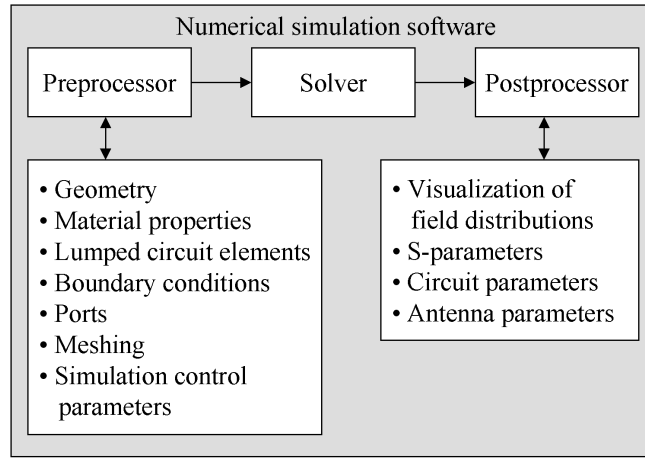 Numerical simulation software
Preprocessor
Solver
Postprocessor
• Geometry
• Material properties
• Lumped circuit elements
• Boundary conditions
• Ports
• Meshing
• Simulation control
parameters
• Visualization of
field distributions
• S-parameters
• Circuit parameters
• Antenna parameters